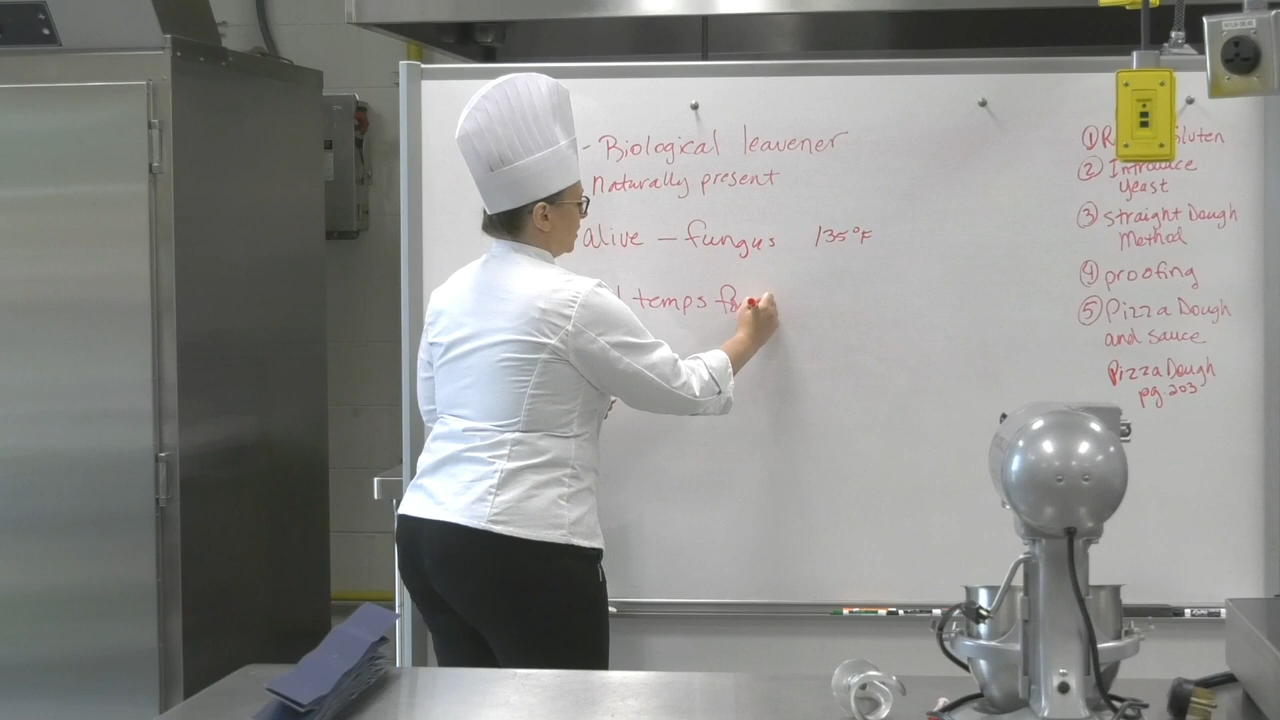 - Biological leavener
Naturally present
alive – fungus 135°F
temps
① Gluten
② Introduce
Yeast
③ Straight Dough
Method
④ proofing
⑤ Pizza Dough
and sauce
Pizza Dough
pg. 203